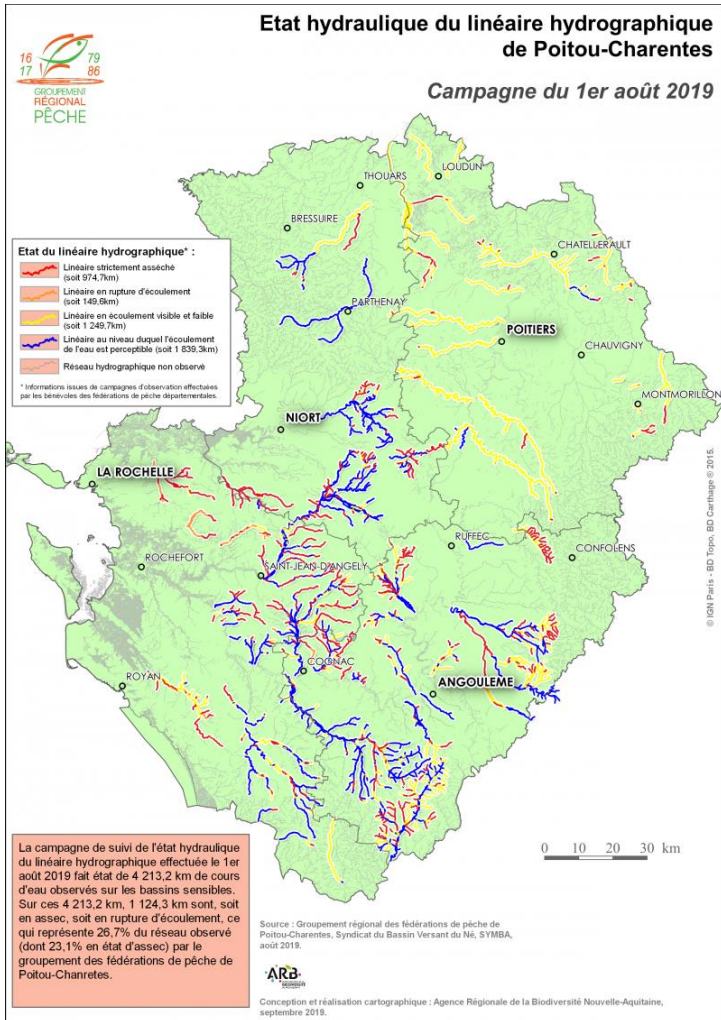 Etat hydraulique du linéaire hydrographique
de Poitou-Charentes
Campagne du 1er août 2019
16 79
17 86
GROUPEMENT
RÉGIONAL
PÊCHE
LOUDUN
THOUARS
BRESSUIRE
CHATELLERAULT
Etat du linéaire hydrographique* :
Linéaire strictement asséché
(soit 974,7km)
Linéaire en rupture d'écoulement
(soit 149,6km)
Linéaire en écoulement visible et faible
(soit 1 249,7km)
Linéaire au niveau duquel l'écoulement
de l'eau est perceptible (soit 1 839,3km)
Réseau hydrographique non observé
* Informations issues de campagnes d'observation effectuées
par les bénévoles des fédérations de pêche départementales.
PARTHENAY
POITIERS
CHAUVIGNY
MONTMORILLON
NIORT
LA ROCHELLE
RUFFEC
CONFOLENS
ROCHEFORT
SAINT-JEAN D'ANGELY
COGNAC
ROYAN
ANGOULEME
© IGN Paris - BD Topo, BD Carthage ® 2015.
0 10 20 30 km
La campagne de suivi de l'état hydraulique
du linéaire hydrographique effectuée le 1er
août 2019 fait état de 4 213,2 km de cours
d'eau observés sur les bassins sensibles.
Sur ces 4 213,2 km, 1 124,3 km sont, soit
en assec, soit en rupture d'écoulement, ce
qui représente 26,7% du réseau observé
(dont 23,1% en état d'assec) par le
groupement des fédérations de pêche de
Poitou-Chanretes.
Source : Groupement régional des fédérations de pêche de
Poitou-Charentes, Syndicat du Bassin Versant du Né, SYMBA,
août 2019.
ARB
Conception et réalisation cartographique : Agence Régionale de la Biodiversité Nouvelle-Aquitaine,
septembre 2019.